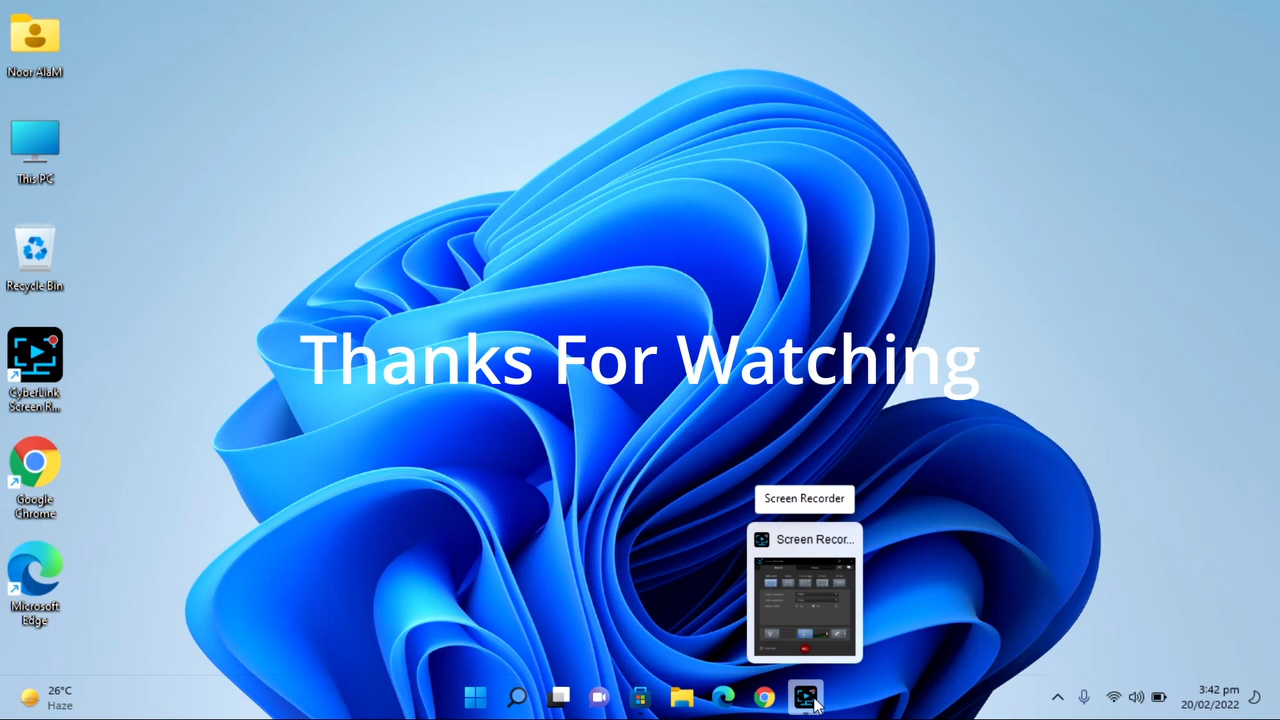 Noor AlaM
This PC
Recycle Bin
CyberLink
Screen R...
Google
Chrome
Microsoft
Edge
Thanks For Watching
Screen Recorder
Screen Recor...
26°C
Haze
3:42 pm
20/02/2022